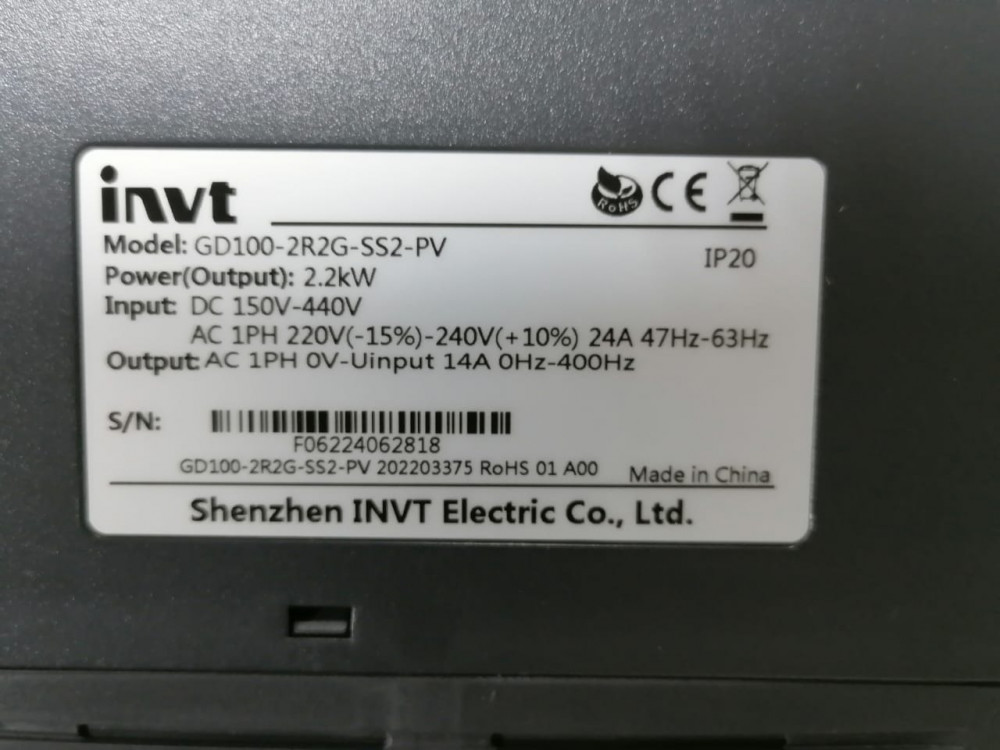 invt
RoHS CE
Model: GD100-2R2G-SS2-PV
IP20
Power(Output): 2.2kW
Input: DC 150V-440V
AC 1PH 220V(-15%)-240V(+10%) 24A 47Hz-63Hz
Output: AC 1PH 0V-Uinput 14A 0Hz-400Hz
S/N:
F06224062818
GD100-2R2G-SS2-PV 202203375 RoHS 01 A00
Made in China
Shenzhen INVT Electric Co., Ltd.